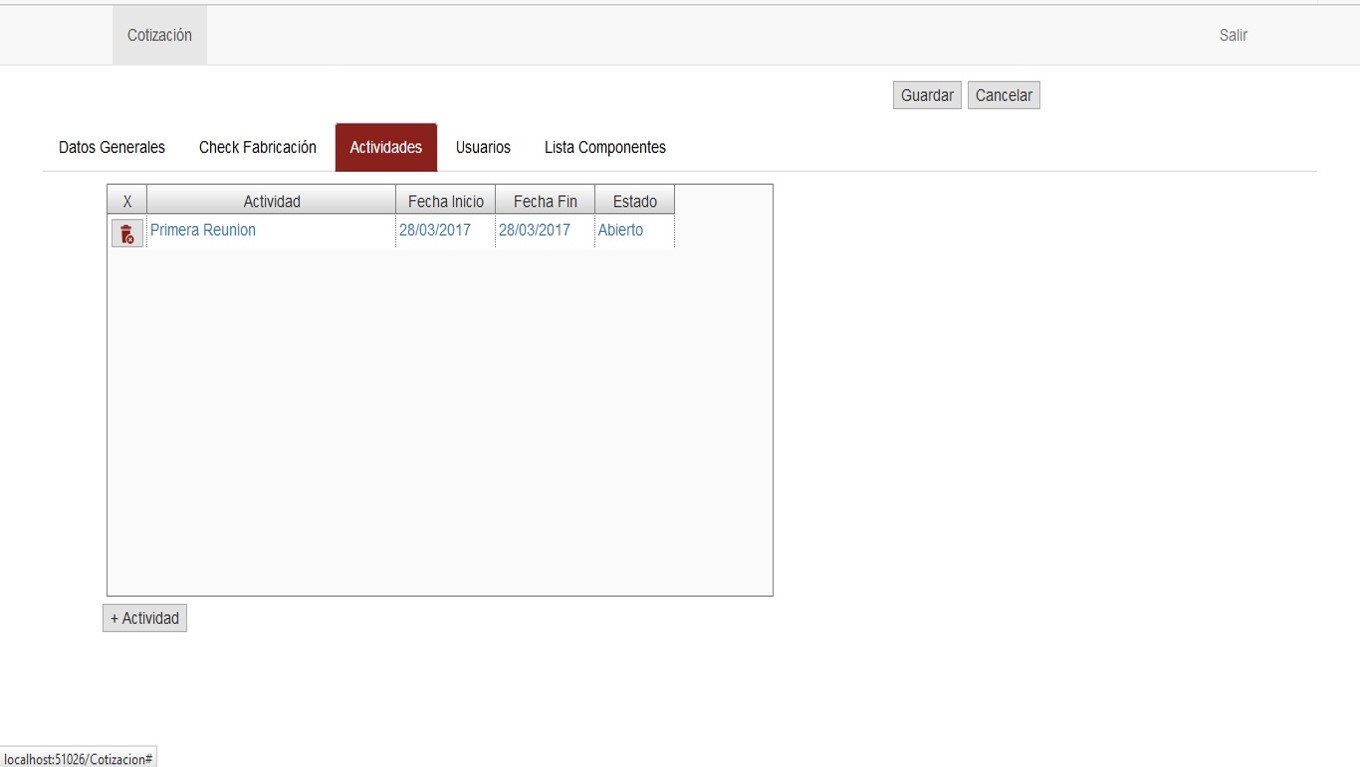 Cotización Salir
Guardar Cancelar
Datos Generales Check Fabricación Actividades Usuarios Lista Componentes
X Actividad Fecha Inicio Fecha Fin Estado
Primera Reunion 28/03/2017 28/03/2017 Abierto
+ Actividad
localhost:51026/Cotizacion#